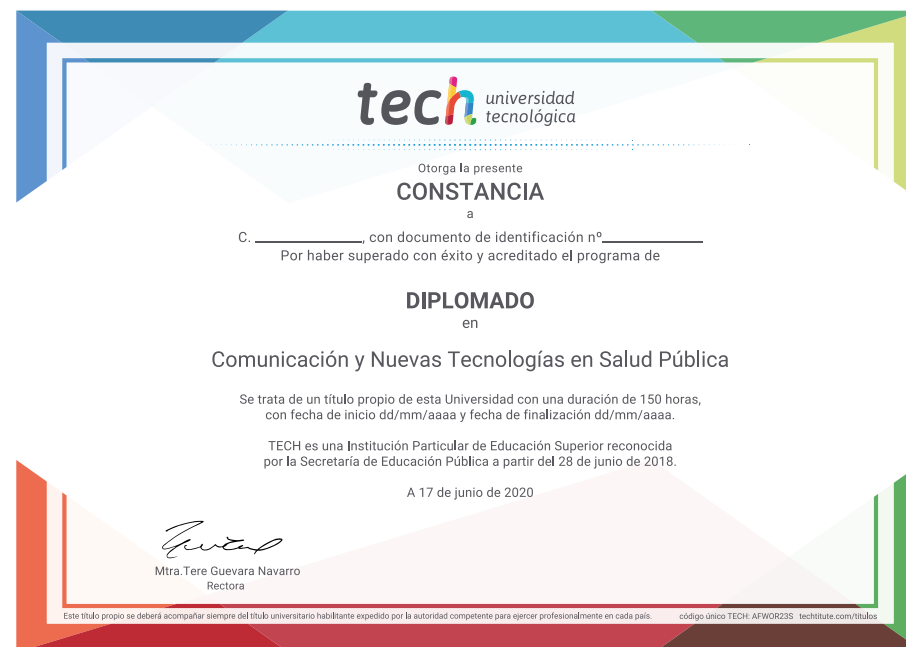 tech universidad
tecnológica
Otorga la presente
CONSTANCIA
a
C. ____________, con documento de identificación nº____________
Por haber superado con éxito y acreditado el programa de
DIPLOMADO
en
Comunicación y Nuevas Tecnologías en Salud Pública
Se trata de un título propio de esta Universidad con una duración de 150 horas,
con fecha de inicio dd/mm/aaaa y fecha de finalización dd/mm/aaaa.
TECH es una Institución Particular de Educación Superior reconocida
por la Secretaría de Educación Pública a partir del 28 de junio de 2018.
A 17 de junio de 2020
Mtra.Tere Guevara Navarro
Rectora
Este título propio se deberá acompañar siempre del título universitario habilitante expedido por la autoridad competente para ejercer profesionalmente en cada país. código único TECH: AFWOR23S techtitute.com/titulos